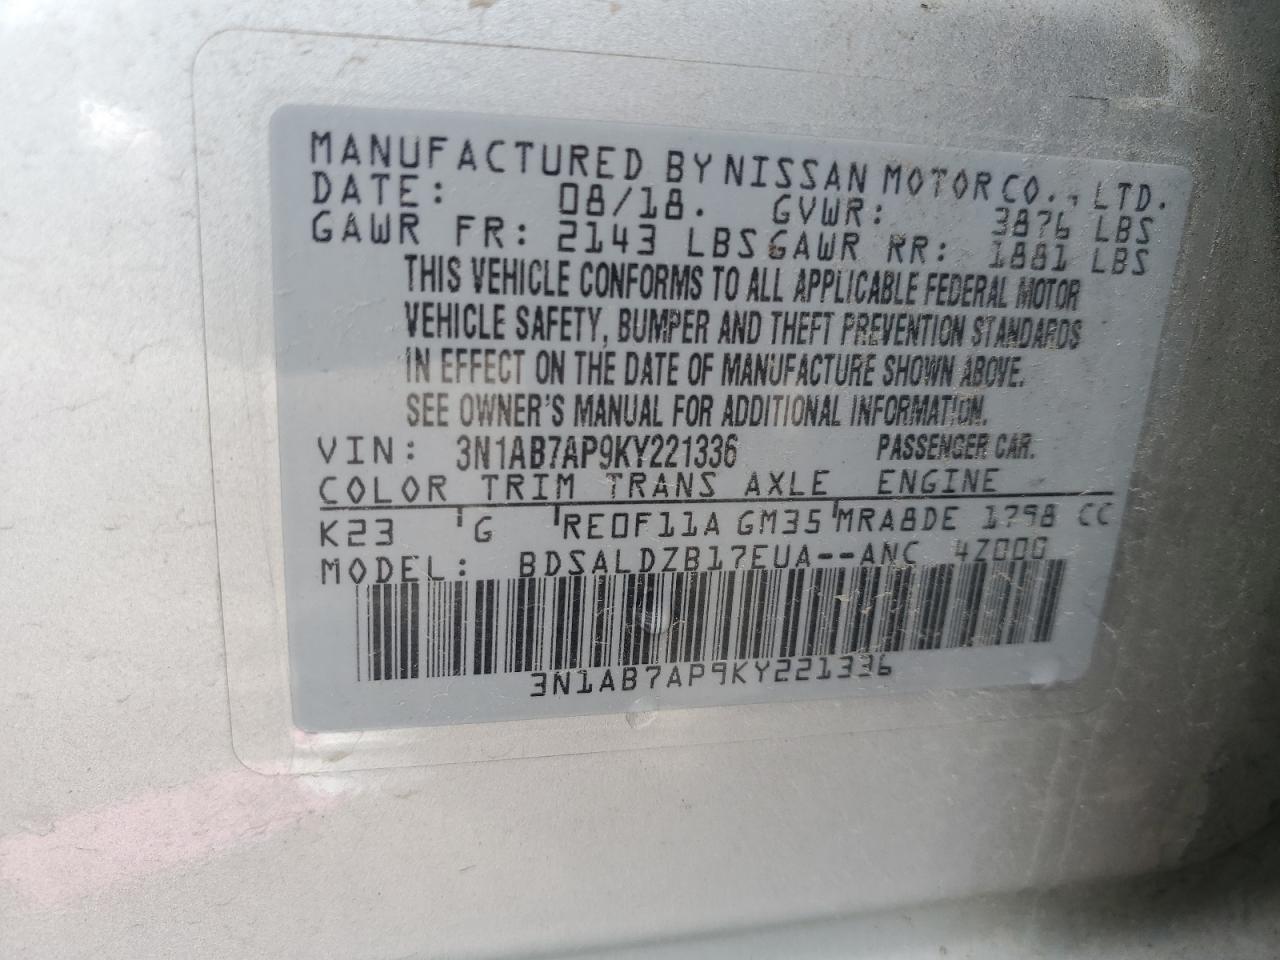 MANUFACTURED BY NISSAN MOTOR CO., LTD.
DATE: 08/18. GVWR: 3876 LBS
GAWR FR: 2143 LBS GAWR RR: 1881 LBS
THIS VEHICLE CONFORMS TO ALL APPLICABLE FEDERAL MOTOR
VEHICLE SAFETY, BUMPER AND THEFT PREVENTION STANDARDS
IN EFFECT ON THE DATE OF MANUFACTURE SHOWN ABOVE.
SEE OWNER'S MANUAL FOR ADDITIONAL INFORMATION.
VIN: 3N1AB7AP9KY221336 PASSENGER CAR.
COLOR TRIM TRANS AXLE ENGINE
K23 ' G 'RE0F11A GM35 'MRA8DE 1798 CC
MODEL: BDSALDZB17EUA--ANC 4Z000
3N1AB7AP9KY221336